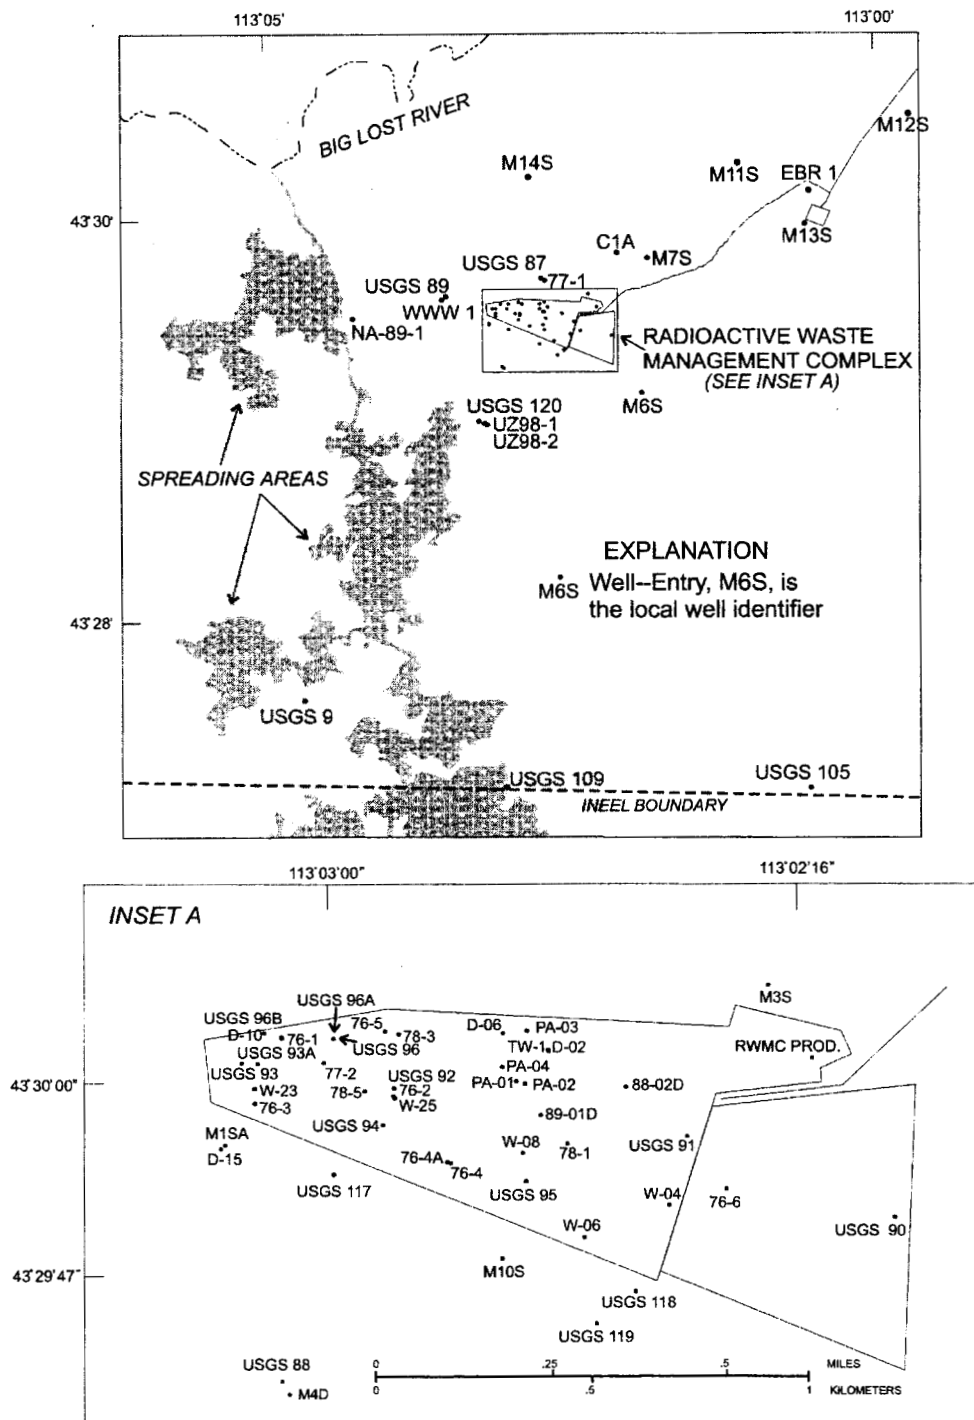 113°05'
113°00'
BIG LOST RIVER
M12S
M14S
M11S
EBR 1
43°30'
M13S
C1A
M7S
USGS 87
77-1
USGS 89
WWW 1
NA-89-1
RADIOACTIVE WASTE
MANAGEMENT COMPLEX
(SEE INSET A)
M6S
USGS 120
UZ98-1
UZ98-2
SPREADING AREAS
EXPLANATION
M6S Well--Entry, M6S, is
the local well identifier
43°28'
USGS 9
USGS 109
USGS 105
INEEL BOUNDARY
113°03'00"
113°02'16"
INSET A
M3S
USGS 96A
USGS 96B
76-5
D-06
PA-03
D-10
76-1
78-3
USGS 96
TW-1
D-02
RWMC PROD.
USGS 93A
USGS 93
77-2
USGS 92
PA-04
43°30'00"
PA-01
PA-02
88-02D
W-23
78-5
76-2
W-25
76-3
89-01D
USGS 94
M1SA
D-15
W-08
78-1
USGS 91
76-4A
76-4
USGS 117
USGS 95
W-04
76-6
W-06
USGS 90
43°29'47"
M10S
USGS 118
USGS 119
USGS 88
M4D
0 .25 .5 MILES
0 .5 1 KILOMETERS